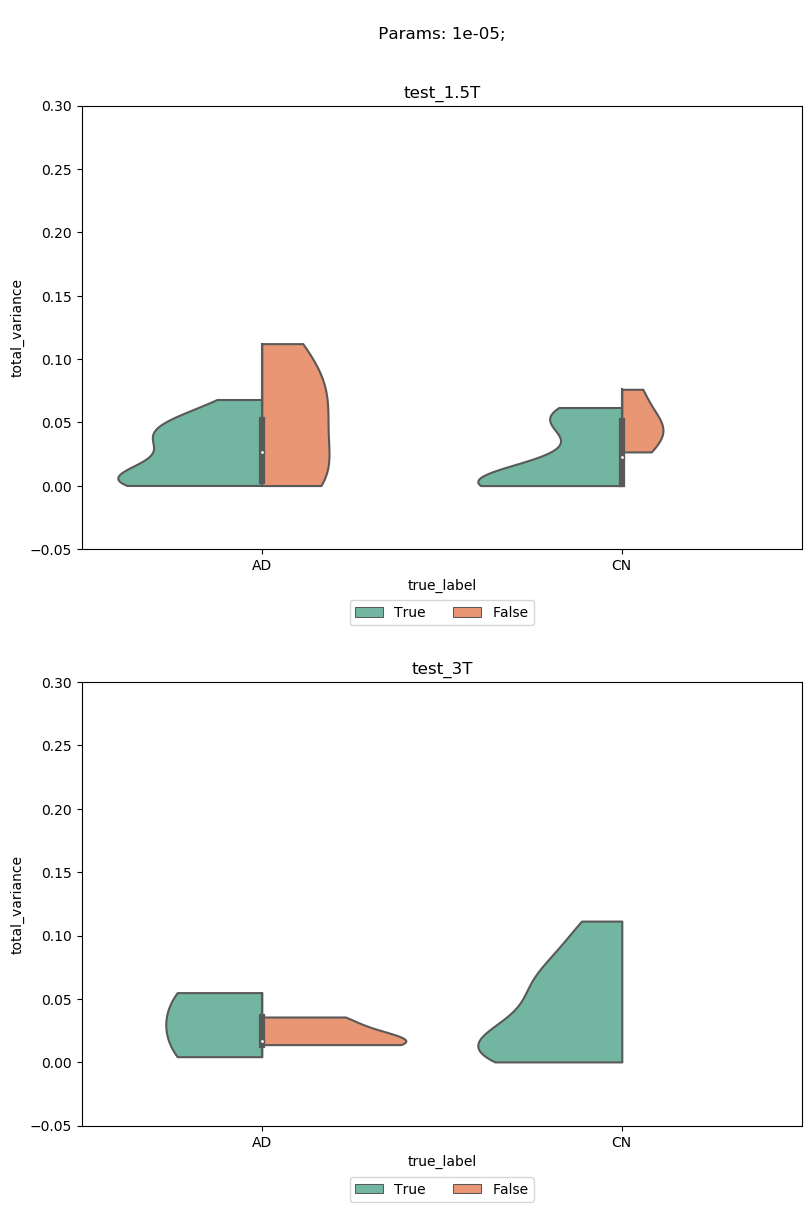 Params: 1e-05;
test_1.5T
0.30
0.25
0.20
0.15
0.10
0.05
0.00
−0.05
total_variance
AD CN
true_label
True False
test_3T
0.30
0.25
0.20
0.15
0.10
0.05
0.00
−0.05
total_variance
AD CN
true_label
True False